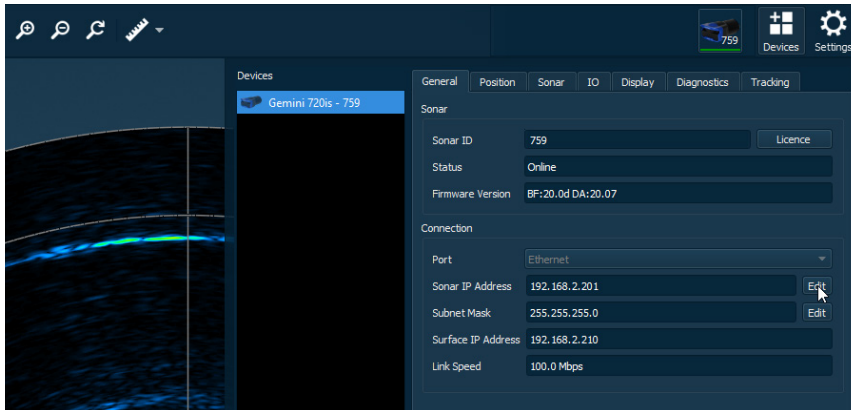 759
Devices
Settings
Devices
Gemini 720is - 759
General Position Sonar IO Display Diagnostics Tracking
Sonar
Sonar ID 759 Licence
Status Online
Firmware Version BF:20.0d DA:20.07
Connection
Port Ethernet
Sonar IP Address 192.168.2.201 Edit
Subnet Mask 255.255.255.0 Edit
Surface IP Address 192.168.2.210
Link Speed 100.0 Mbps